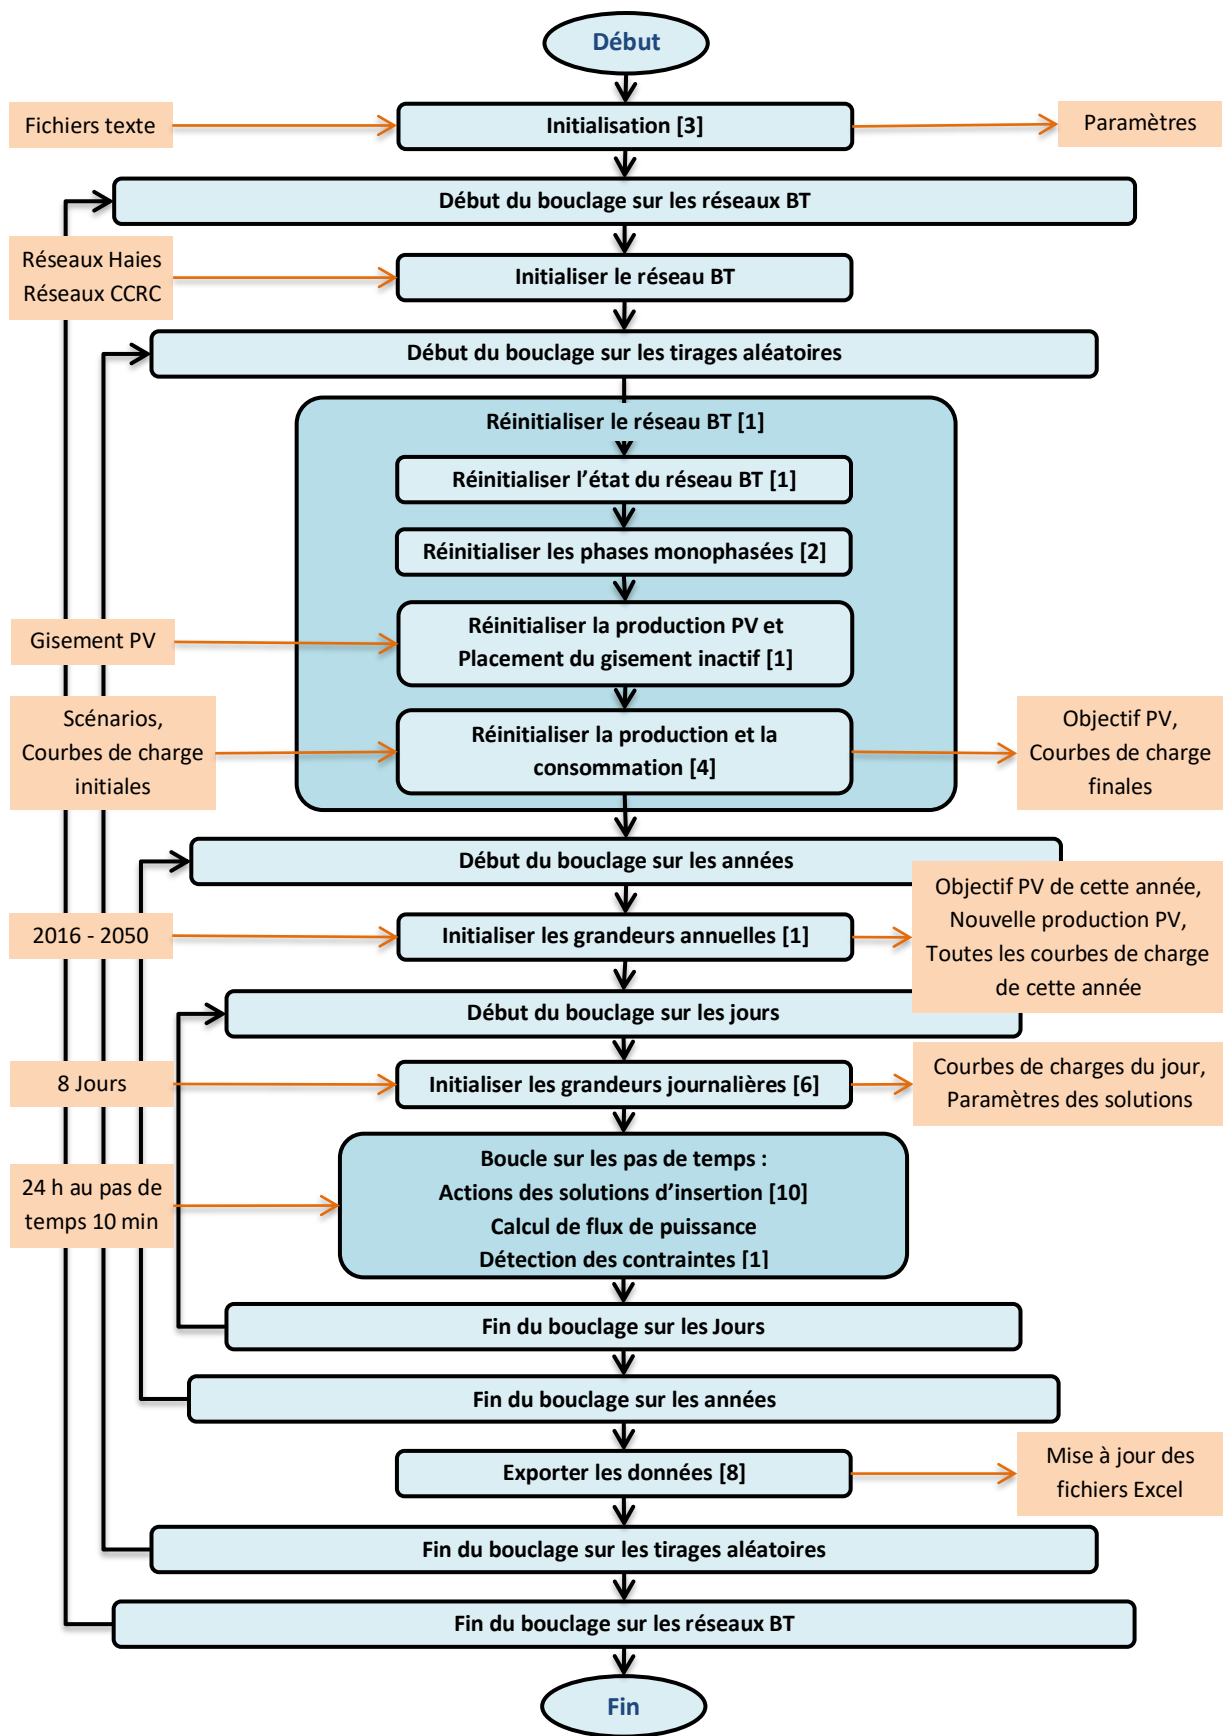 Début
Fichiers texte
Initialisation [3]
Paramètres
Début du bouclage sur les réseaux BT
Réseaux Haies
Réseaux CCRC
Initialiser le réseau BT
Début du bouclage sur les tirages aléatoires
Réinitialiser le réseau BT [1]
Réinitialiser l’état du réseau BT [1]
Réinitialiser les phases monophasées [2]
Gisement PV
Réinitialiser la production PV et
Placement du gisement inactif [1]
Scénarios,
Courbes de charge
initiales
Réinitialiser la production et la
consommation [4]
Objectif PV,
Courbes de charge
finales
Début du bouclage sur les années
2016 - 2050
Initialiser les grandeurs annuelles [1]
Objectif PV de cette année,
Nouvelle production PV,
Toutes les courbes de charge
de cette année
Début du bouclage sur les jours
8 Jours
Initialiser les grandeurs journalières [6]
Courbes de charges du jour,
Paramètres des solutions
24 h au pas de
temps 10 min
Boucle sur les pas de temps :
Actions des solutions d’insertion [10]
Calcul de flux de puissance
Détection des contraintes [1]
Fin du bouclage sur les Jours
Fin du bouclage sur les années
Exporter les données [8]
Mise à jour des
fichiers Excel
Fin du bouclage sur les tirages aléatoires
Fin du bouclage sur les réseaux BT
Fin